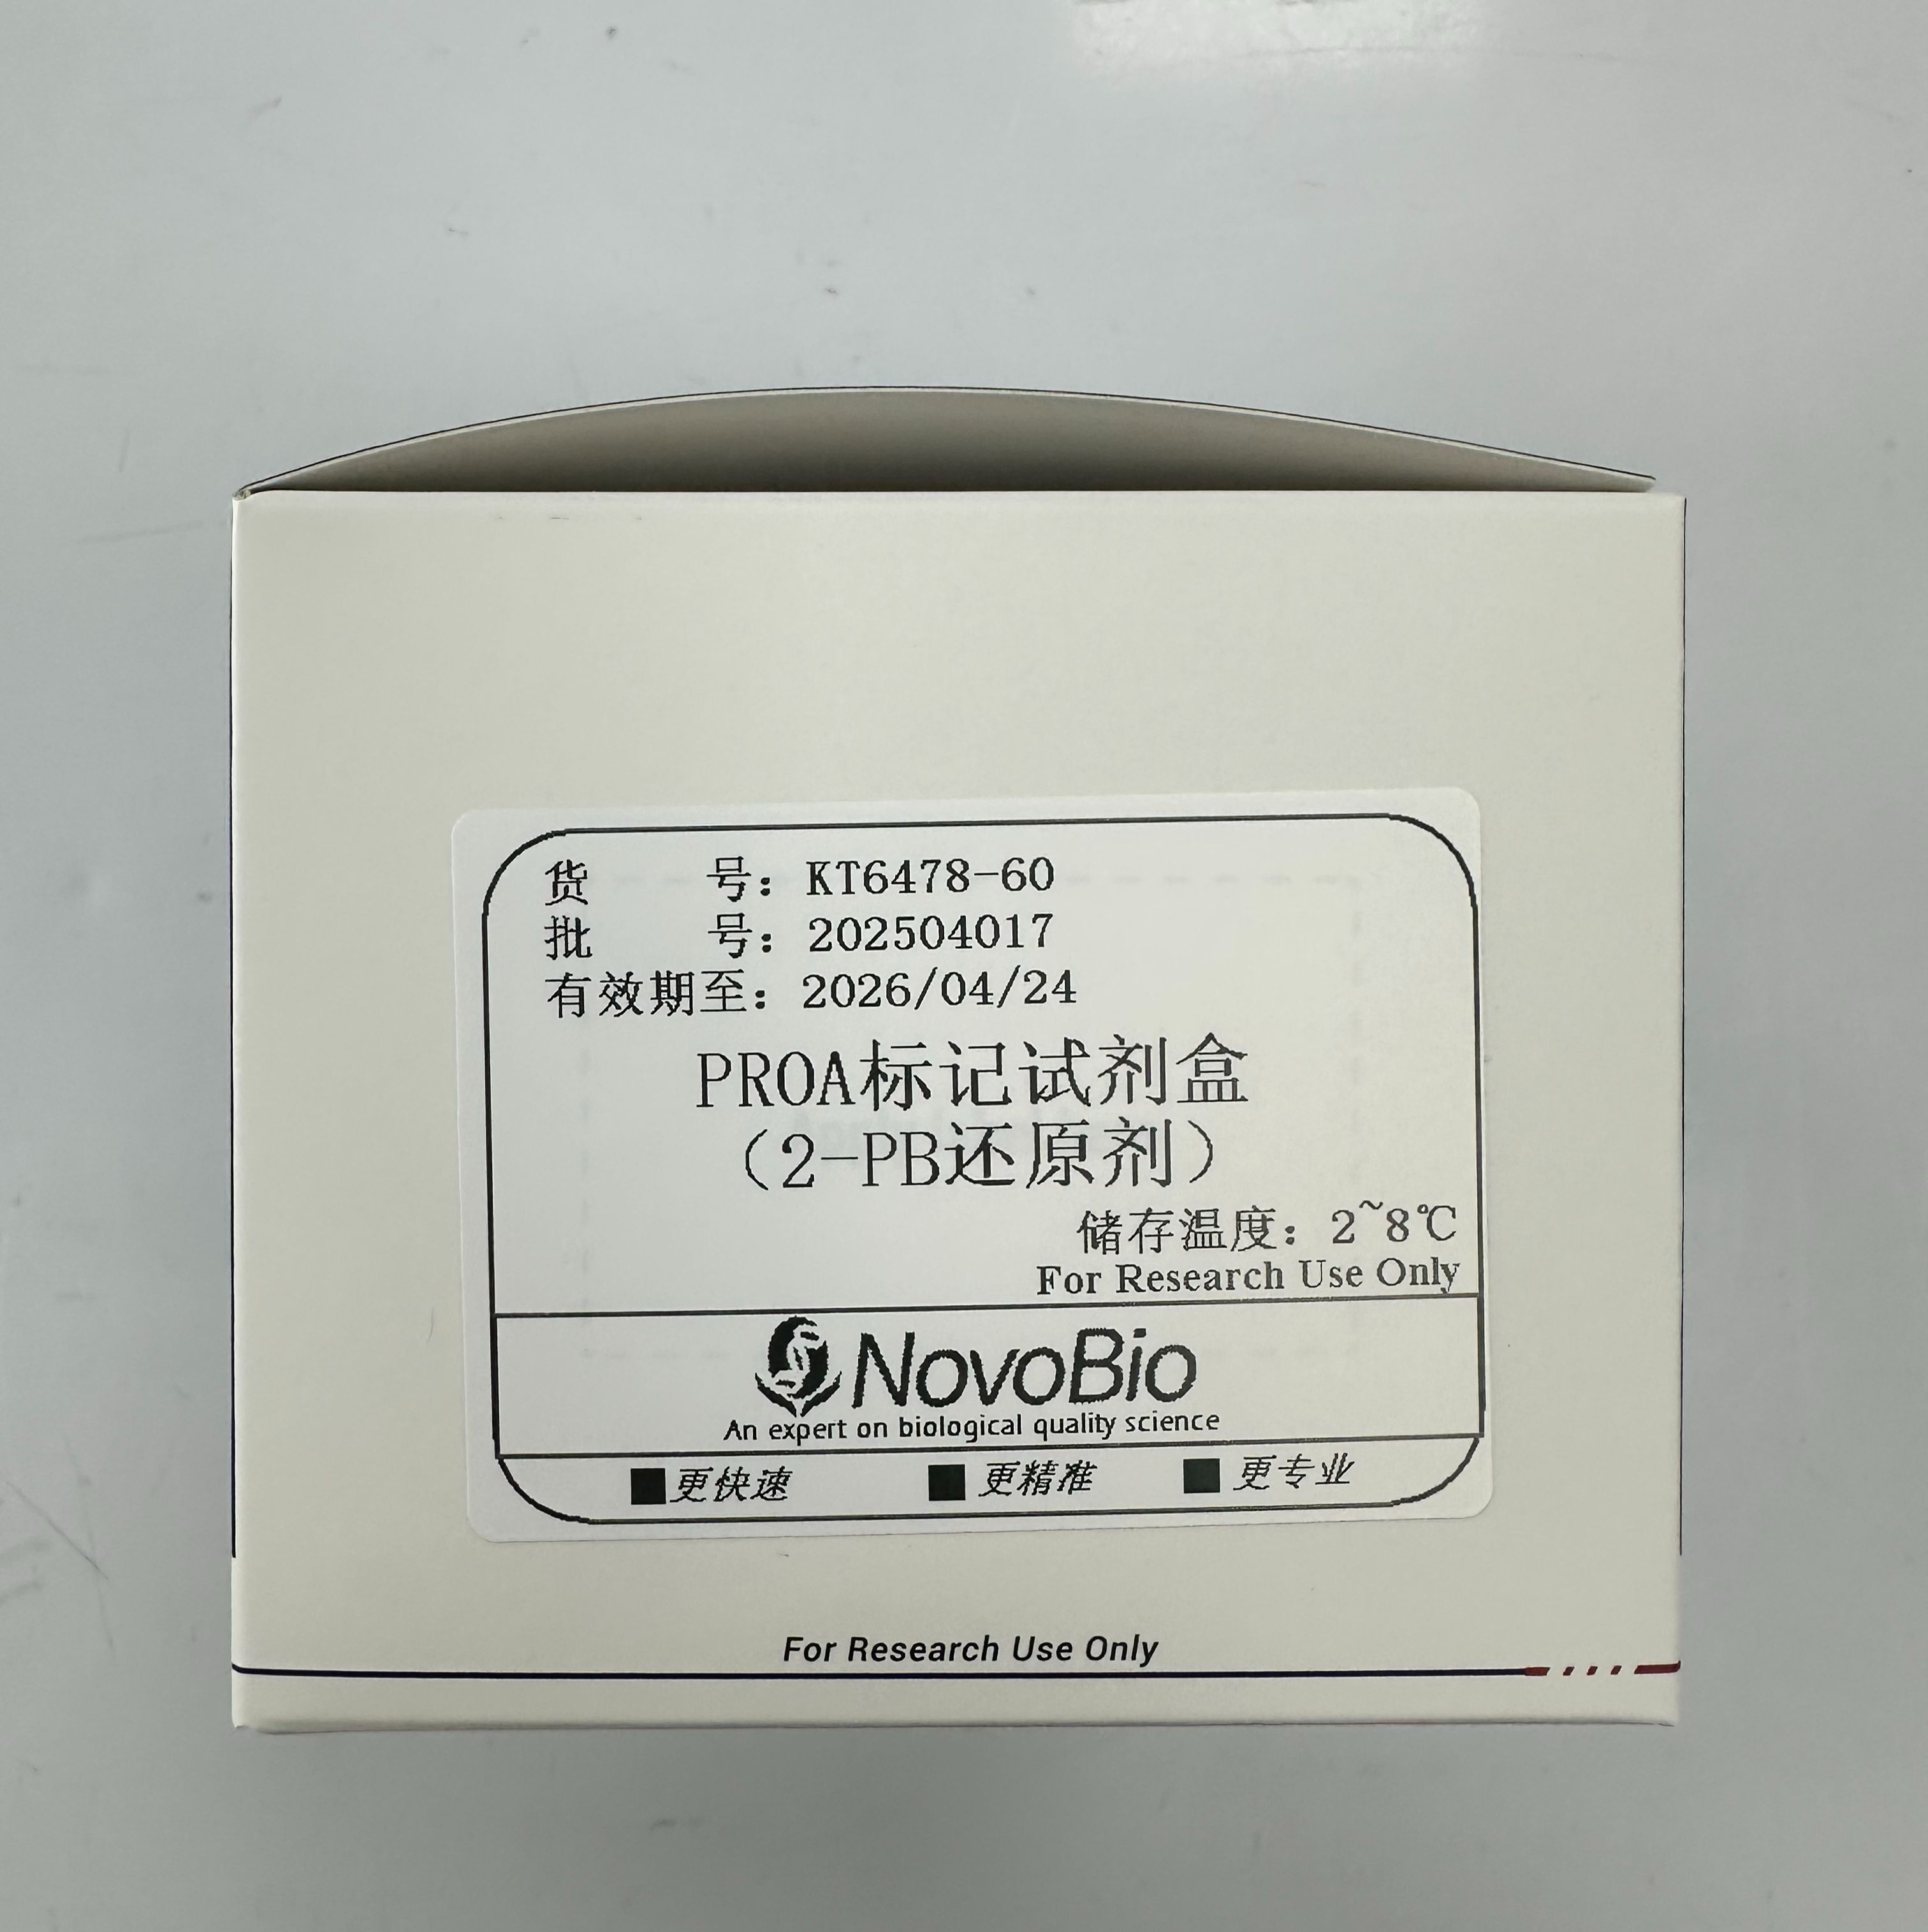 货 号：KT6478-60
批 号：202504017
有效期至：2026/04/24
PROA标记试剂盒
（2-PB还原剂）
储存温度：2~8℃
For Research Use Only
NovoBio
An expert on biological quality science
■更快速 ■更精准 ■更专业
For Research Use Only